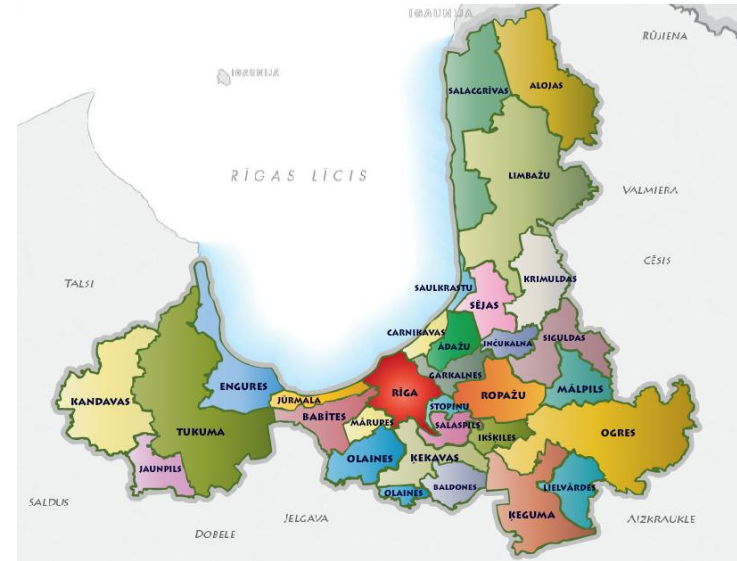 IGAUNIJA
RŪJIENA
IGAUNIJA
SALACGRĪVAS
ALOJAS
RĪGAS LĪCIS
LIMBAŽU
VALMIERA
CĒSIS
TALSI
KRIMULDAS
SAULKRASTU
SĒJAS
CARNIKAVAS
ĀDAŽU
INČUKALNA
SIGULDAS
GARKALNES
ENGURES
RĪGA
ROPAŽU
MĀLPILS
KANDAVAS
JŪRMALA
STOPIŅU
BABĪTES
MĀRUPES
SALASPILS
TUKUMA
IKŠĶILES
OGRES
JAUNPILS
OLAINES
ĶEKAVAS
OLAINES
BALDONES
LIELVĀRDES
SALDUS
ĶEGUMA
JELGAVA
AIZKRAUKLE
DOBELE